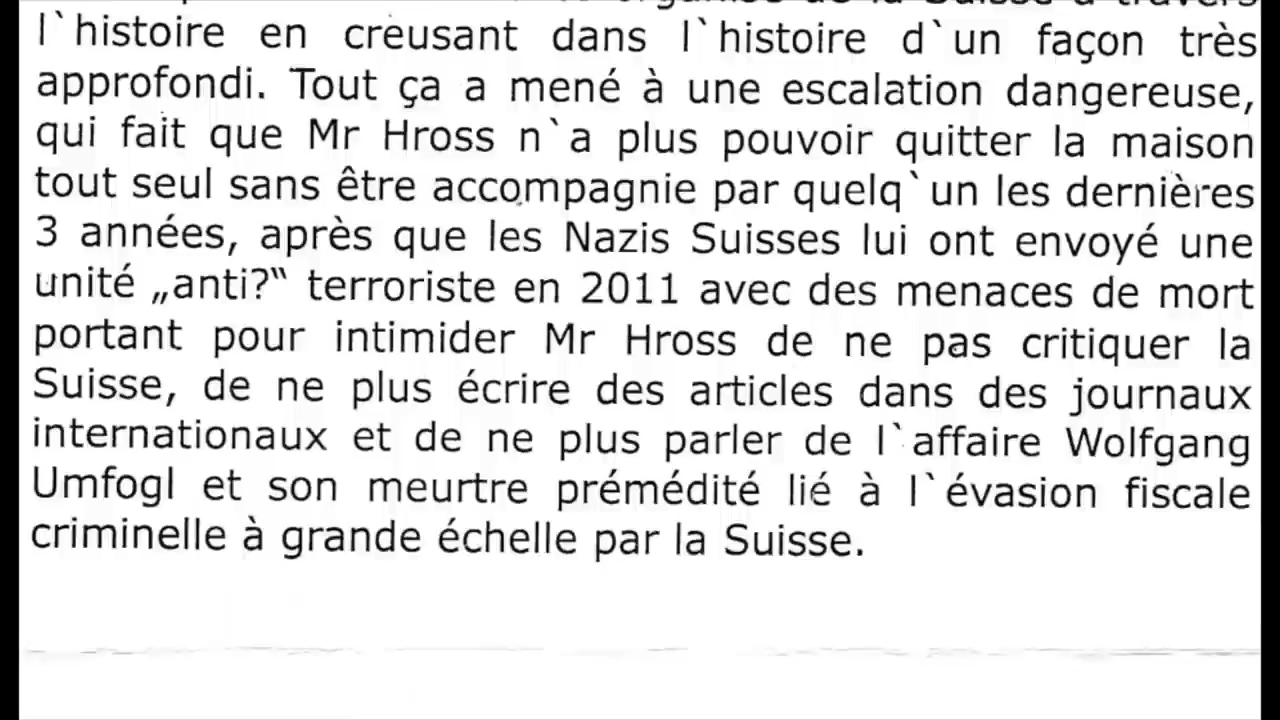 organisé de la Suisse à travers
l`histoire en creusant dans l`histoire d`un façon très
approfondi. Tout ça a mené à une escalation dangereuse,
qui fait que Mr Hross n`a plus pouvoir quitter la maison
tout seul sans être accompagnie par quelq`un les dernières
3 années, après que les Nazis Suisses lui ont envoyé une
unité „anti?“ terroriste en 2011 avec des menaces de mort
portant pour intimider Mr Hross de ne pas critiquer la
Suisse, de ne plus écrire des articles dans des journaux
internationaux et de ne plus parler de l`affaire Wolfgang
Umfogl et son meurtre prémédité lié à l`évasion fiscale
criminelle à grande échelle par la Suisse.